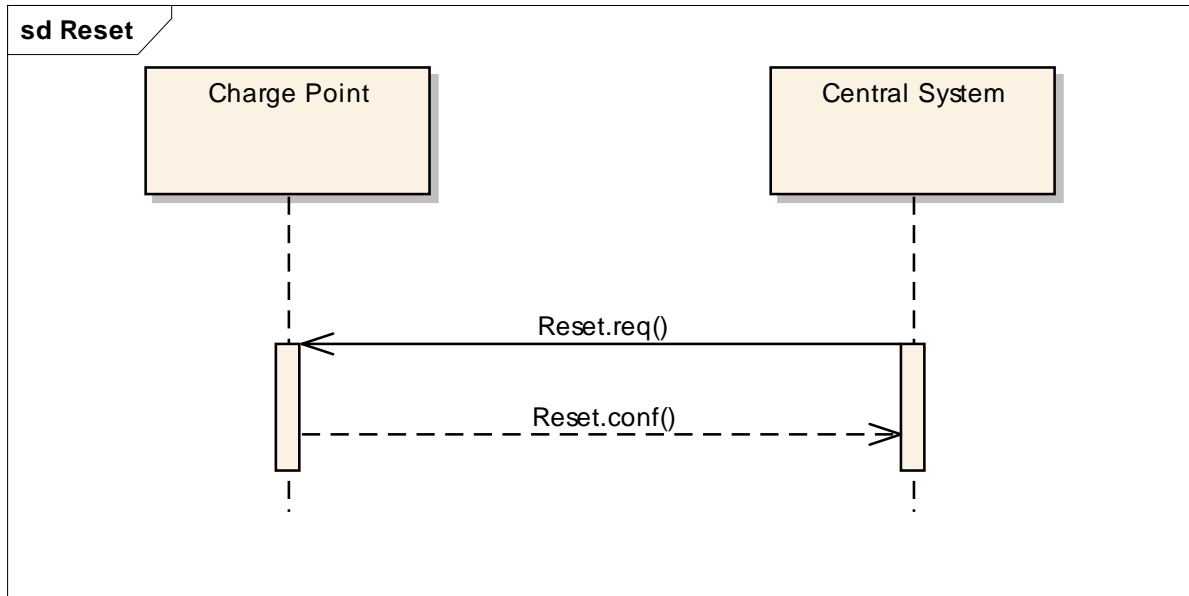 sd Reset
Charge Point
Central System
Reset.req()
Reset.conf()